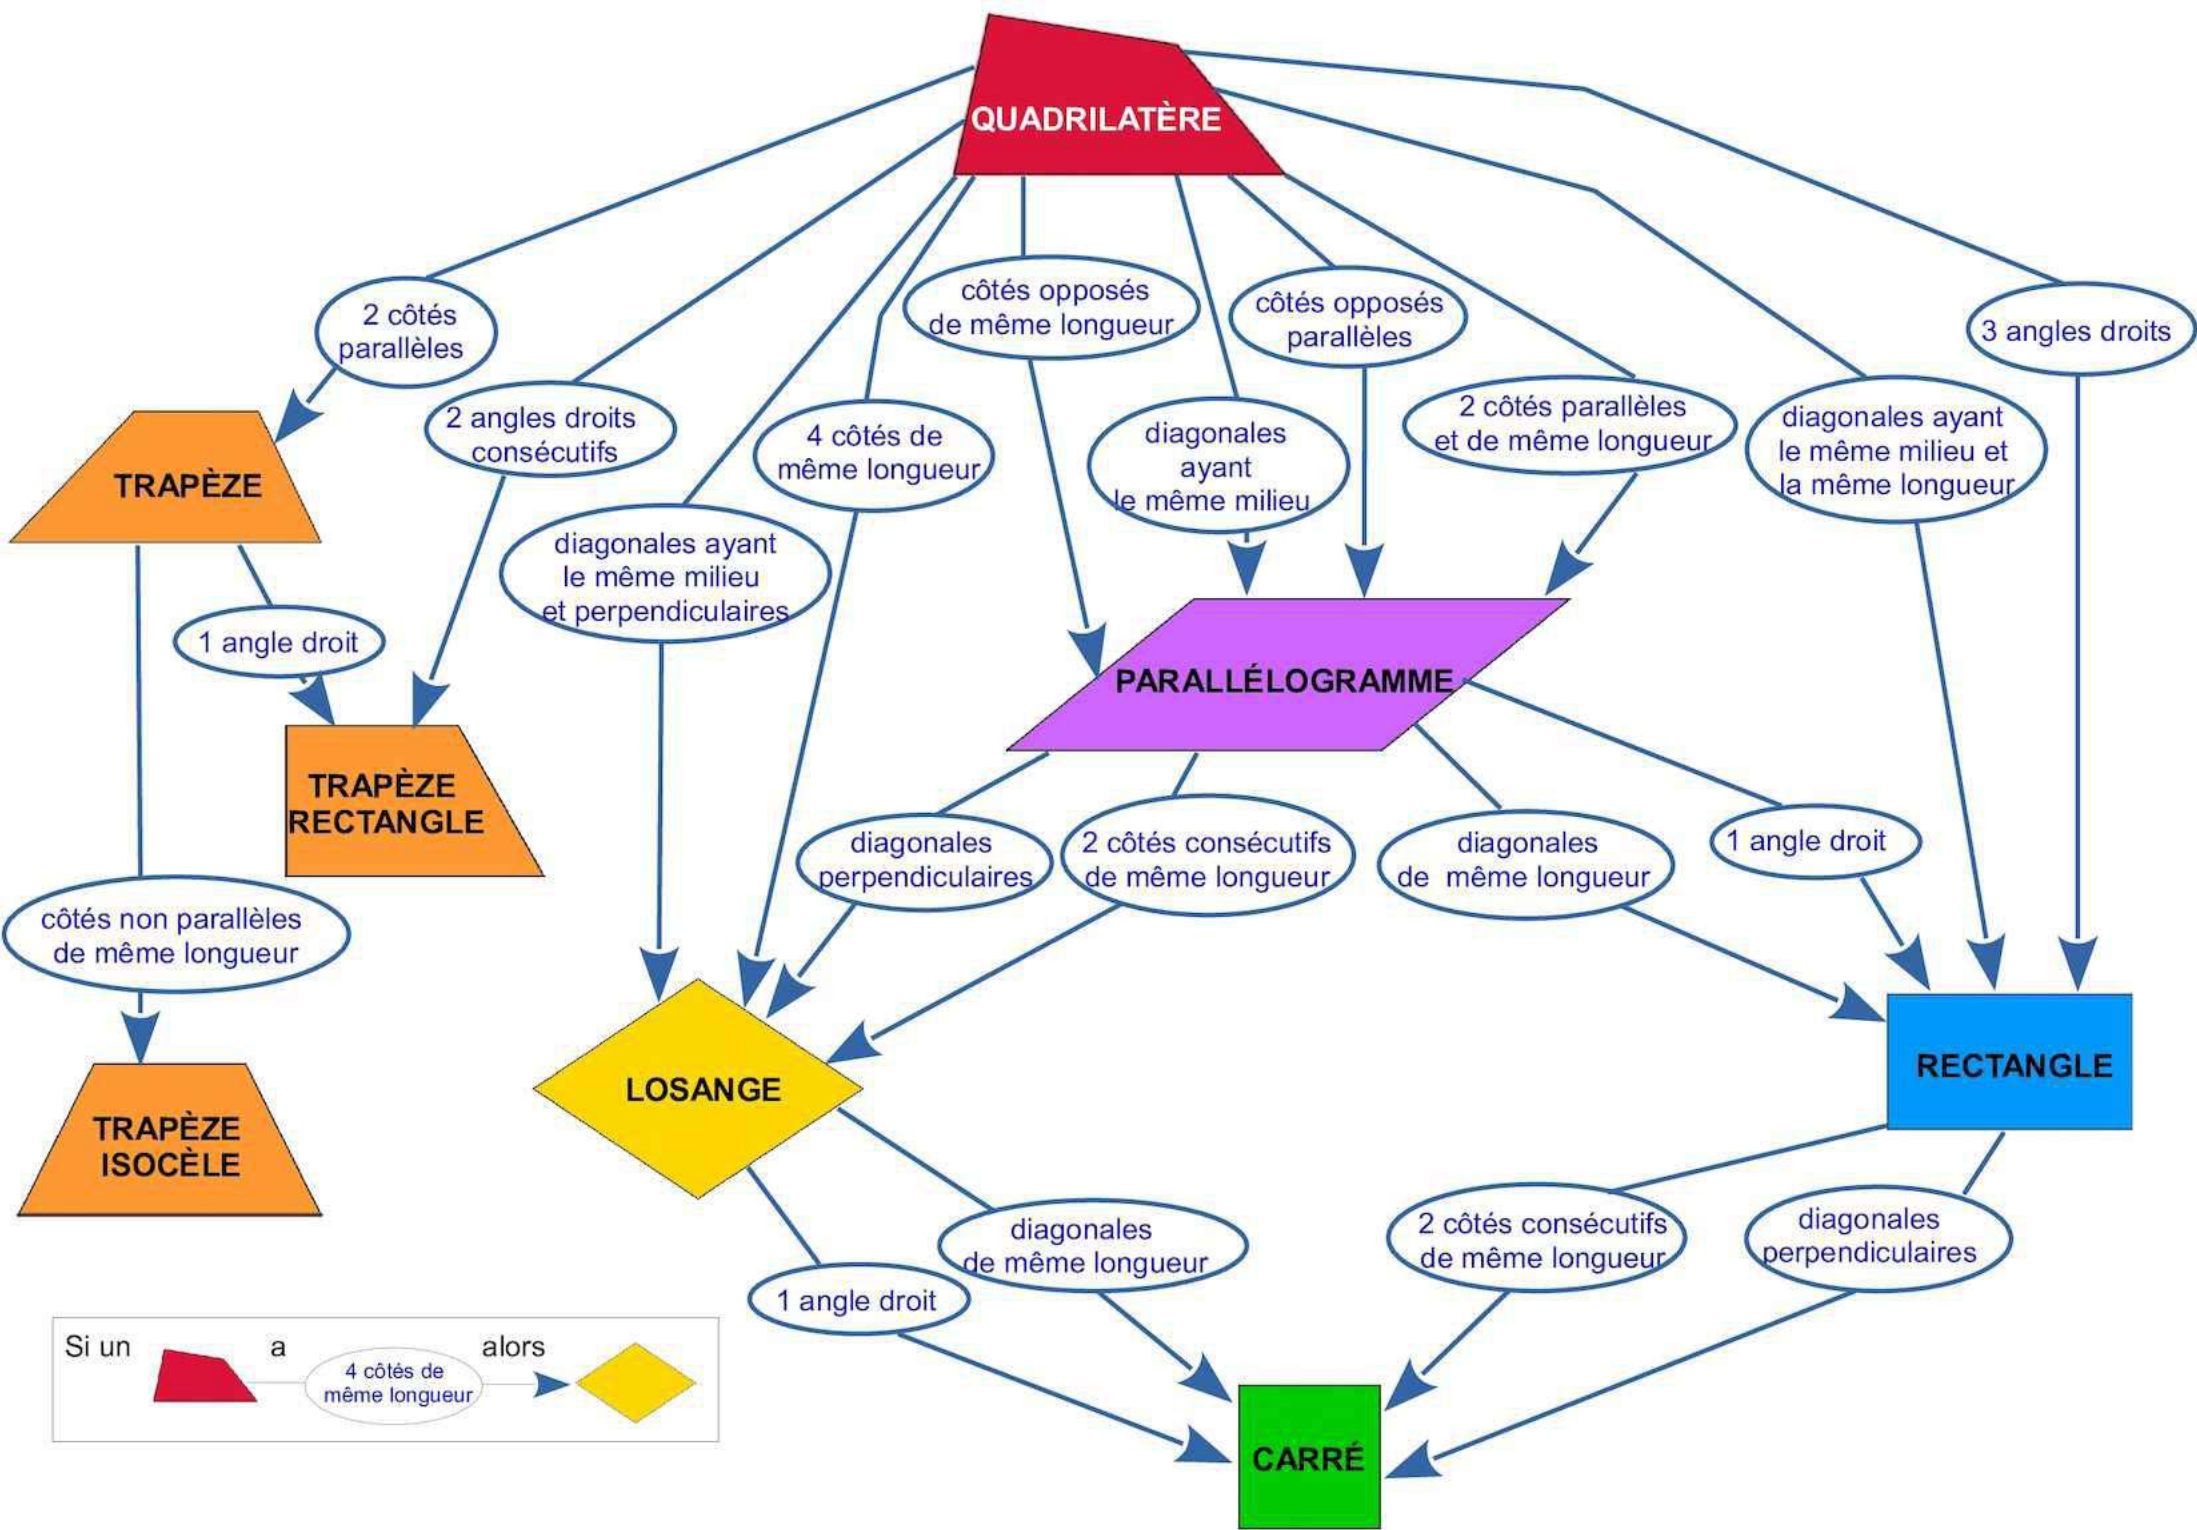 QUADRILATÈRE
2 côtés
parallèles
2 angles droits
consécutifs
diagonales ayant
le même milieu
et perpendiculaires
4 côtés de
même longueur
côtés opposés
de même longueur
diagonales
ayant
le même milieu
côtés opposés
parallèles
2 côtés parallèles
et de même longueur
diagonales ayant
le même milieu et
la même longueur
3 angles droits
TRAPÈZE
1 angle droit
TRAPÈZE
RECTANGLE
côtés non parallèles
de même longueur
TRAPÈZE
ISOCÈLE
PARALLÉLOGRAMME
diagonales
perpendiculaires
2 côtés consécutifs
de même longueur
diagonales
de même longueur
1 angle droit
LOSANGE
RECTANGLE
1 angle droit
diagonales
de même longueur
2 côtés consécutifs
de même longueur
diagonales
perpendiculaires
CARRÉ
Si un a alors
4 côtés de
même longueur